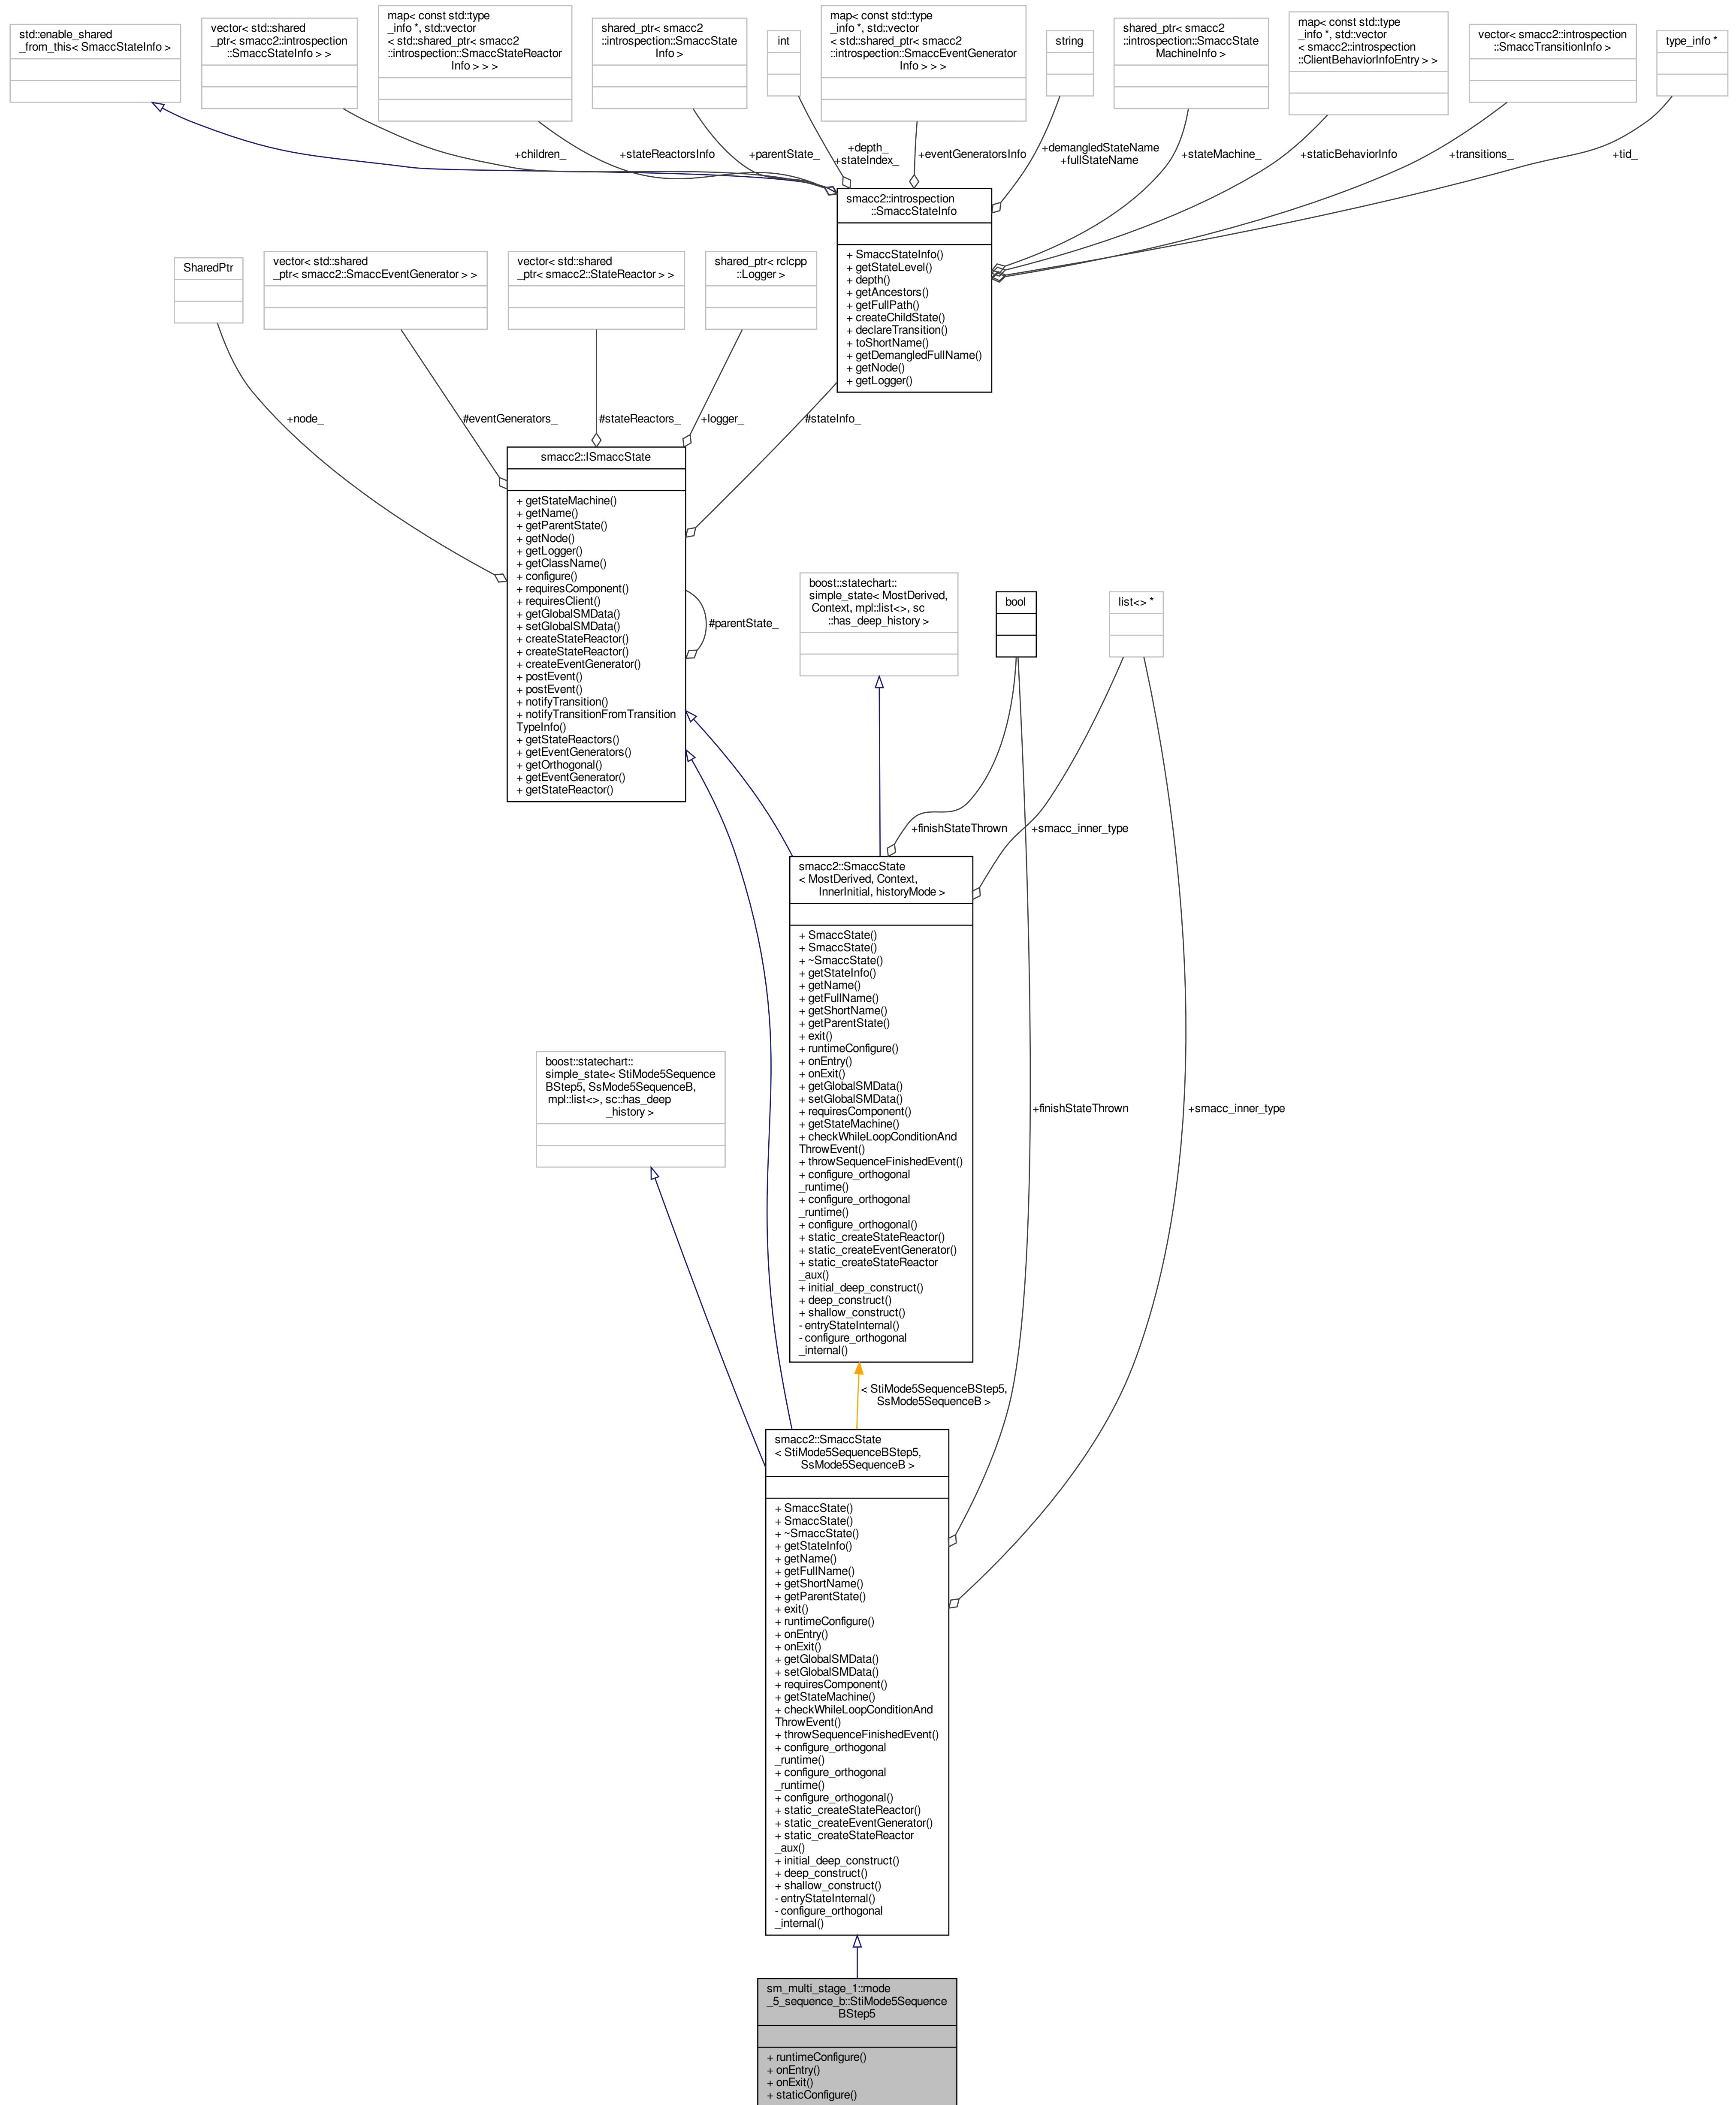 std::enable_shared
_from_this< SmaccStateInfo >
vector< std::shared
_ptr< smacc2::introspection
::SmaccStateInfo > >
map< const std::type
_info *, std::vector
< std::shared_ptr< smacc2
::introspection::SmaccStateReactor
Info > > >
shared_ptr< smacc2
::introspection::SmaccState
Info >
int
map< const std::type
_info *, std::vector
< std::shared_ptr< smacc2
::introspection::SmaccEventGenerator
Info > > >
string
shared_ptr< smacc2
::introspection::SmaccState
MachineInfo >
map< const std::type
_info *, std::vector
< smacc2::introspection
::ClientBehaviorInfoEntry > >
vector< smacc2::introspection
::SmaccTransitionInfo >
type_info *
+children_
+stateReactorsInfo
+parentState_
+depth_
+stateIndex_
+eventGeneratorsInfo
+demangledStateName
+fullStateName
+stateMachine_
+staticBehaviorInfo
+transitions_
+tid_
smacc2::introspection
::SmaccStateInfo
+ SmaccStateInfo()
+ getStateLevel()
+ depth()
+ getAncestors()
+ getFullPath()
+ createChildState()
+ declareTransition()
+ toShortName()
+ getDemangledFullName()
+ getNode()
+ getLogger()
SharedPtr
vector< std::shared
_ptr< smacc2::SmaccEventGenerator > >
vector< std::shared
_ptr< smacc2::StateReactor > >
shared_ptr< rclcpp
::Logger >
+node_
#eventGenerators_
#stateReactors_
+logger_
#stateInfo_
smacc2::ISmaccState
+ getStateMachine()
+ getName()
+ getParentState()
+ getNode()
+ getLogger()
+ getClassName()
+ configure()
+ requiresComponent()
+ requiresClient()
+ getGlobalSMData()
+ setGlobalSMData()
+ createStateReactor()
+ createStateReactor()
+ createEventGenerator()
+ postEvent()
+ postEvent()
+ notifyTransition()
+ notifyTransitionFromTransition
TypeInfo()
+ getStateReactors()
+ getEventGenerators()
+ getOrthogonal()
+ getEventGenerator()
+ getStateReactor()
#parentState_
boost::statechart::
simple_state< MostDerived,
Context, mpl::list<>, sc
::has_deep_history >
bool
list<> *
+finishStateThrown
+smacc_inner_type
smacc2::SmaccState
< MostDerived, Context,
InnerInitial, historyMode >
+ SmaccState()
+ SmaccState()
+ ~SmaccState()
+ getStateInfo()
+ getName()
+ getFullName()
+ getShortName()
+ getParentState()
+ exit()
+ runtimeConfigure()
+ onEntry()
+ onExit()
+ getGlobalSMData()
+ setGlobalSMData()
+ requiresComponent()
+ getStateMachine()
+ checkWhileLoopConditionAnd
ThrowEvent()
+ throwSequenceFinishedEvent()
+ configure_orthogonal
_runtime()
+ configure_orthogonal
_runtime()
+ configure_orthogonal()
+ static_createStateReactor()
+ static_createEventGenerator()
+ static_createStateReactor
_aux()
+ initial_deep_construct()
+ deep_construct()
+ shallow_construct()
- entryStateInternal()
- configure_orthogonal
_internal()
boost::statechart::
simple_state< StiMode5Sequence
BStep5, SsMode5SequenceB,
mpl::list<>, sc::has_deep
_history >
+finishStateThrown
+smacc_inner_type
< StiMode5SequenceBStep5,
SsMode5SequenceB >
smacc2::SmaccState
< StiMode5SequenceBStep5,
SsMode5SequenceB >
+ SmaccState()
+ SmaccState()
+ ~SmaccState()
+ getStateInfo()
+ getName()
+ getFullName()
+ getShortName()
+ getParentState()
+ exit()
+ runtimeConfigure()
+ onEntry()
+ onExit()
+ getGlobalSMData()
+ setGlobalSMData()
+ requiresComponent()
+ getStateMachine()
+ checkWhileLoopConditionAnd
ThrowEvent()
+ throwSequenceFinishedEvent()
+ configure_orthogonal
_runtime()
+ configure_orthogonal
_runtime()
+ configure_orthogonal()
+ static_createStateReactor()
+ static_createEventGenerator()
+ static_createStateReactor
_aux()
+ initial_deep_construct()
+ deep_construct()
+ shallow_construct()
- entryStateInternal()
- configure_orthogonal
_internal()
sm_multi_stage_1::mode
_5_sequence_b::StiMode5Sequence
BStep5
+ runtimeConfigure()
+ onEntry()
+ onExit()
+ staticConfigure()